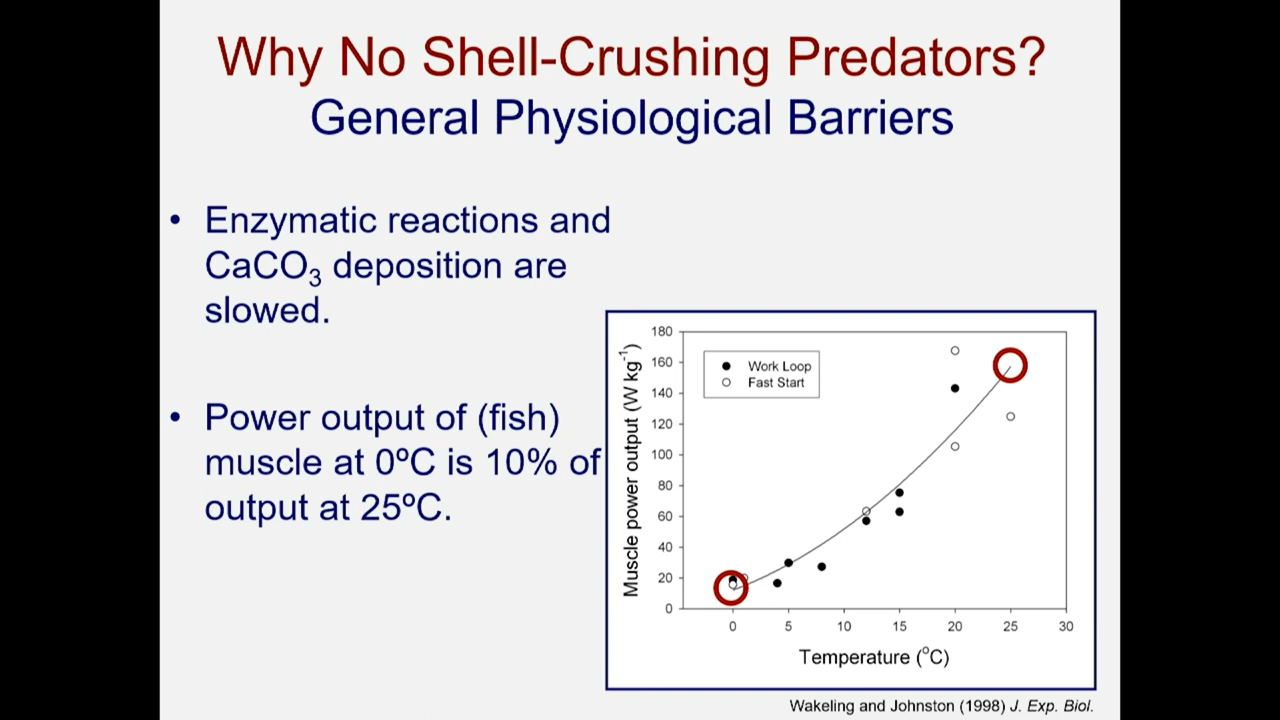 Why No Shell-Crushing Predators?
General Physiological Barriers
• Enzymatic reactions and
CaCO₃ deposition are
slowed.
• Power output of (fish)
muscle at 0ºC is 10% of
output at 25ºC.
Muscle power output (W kg⁻¹)
180
160
140
120
100
80
60
40
20
0
Work Loop
Fast Start
0 5 10 15 20 25 30
Temperature (°C)
Wakeling and Johnston (1998) J. Exp. Biol.